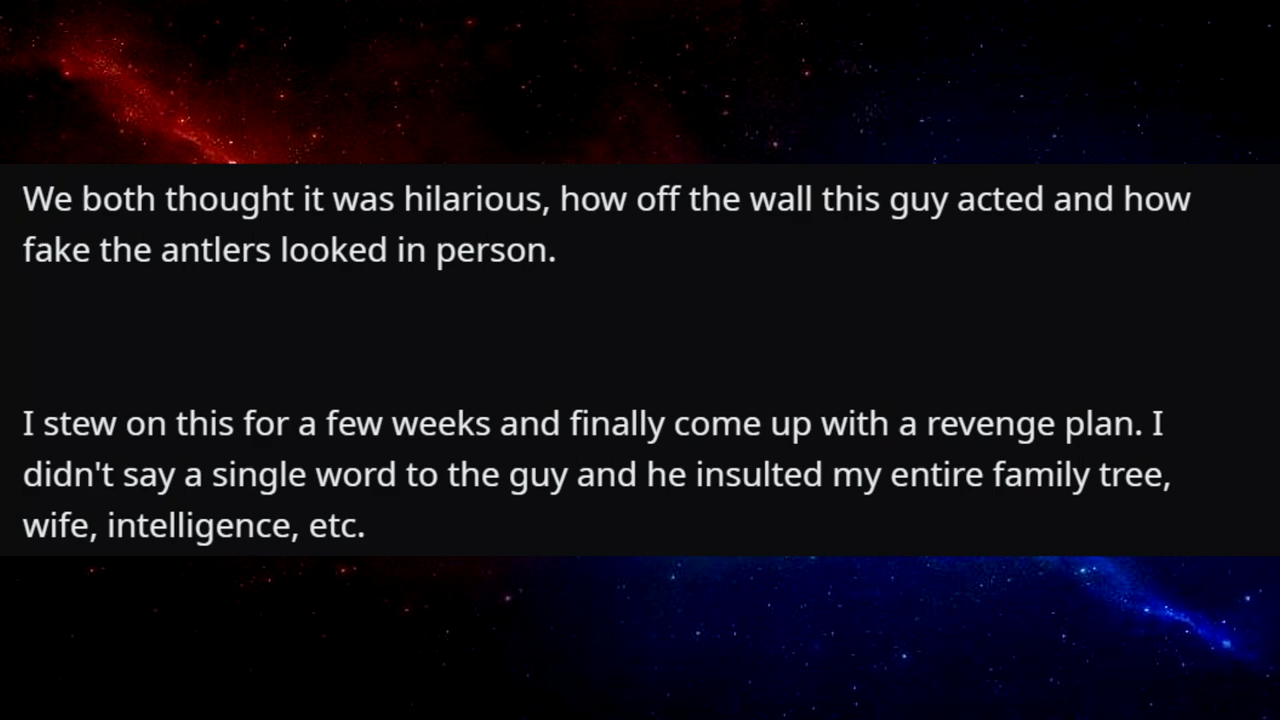 We both thought it was hilarious, how off the wall this guy acted and how
fake the antlers looked in person.
I stew on this for a few weeks and finally come up with a revenge plan. I
didn't say a single word to the guy and he insulted my entire family tree,
wife, intelligence, etc.